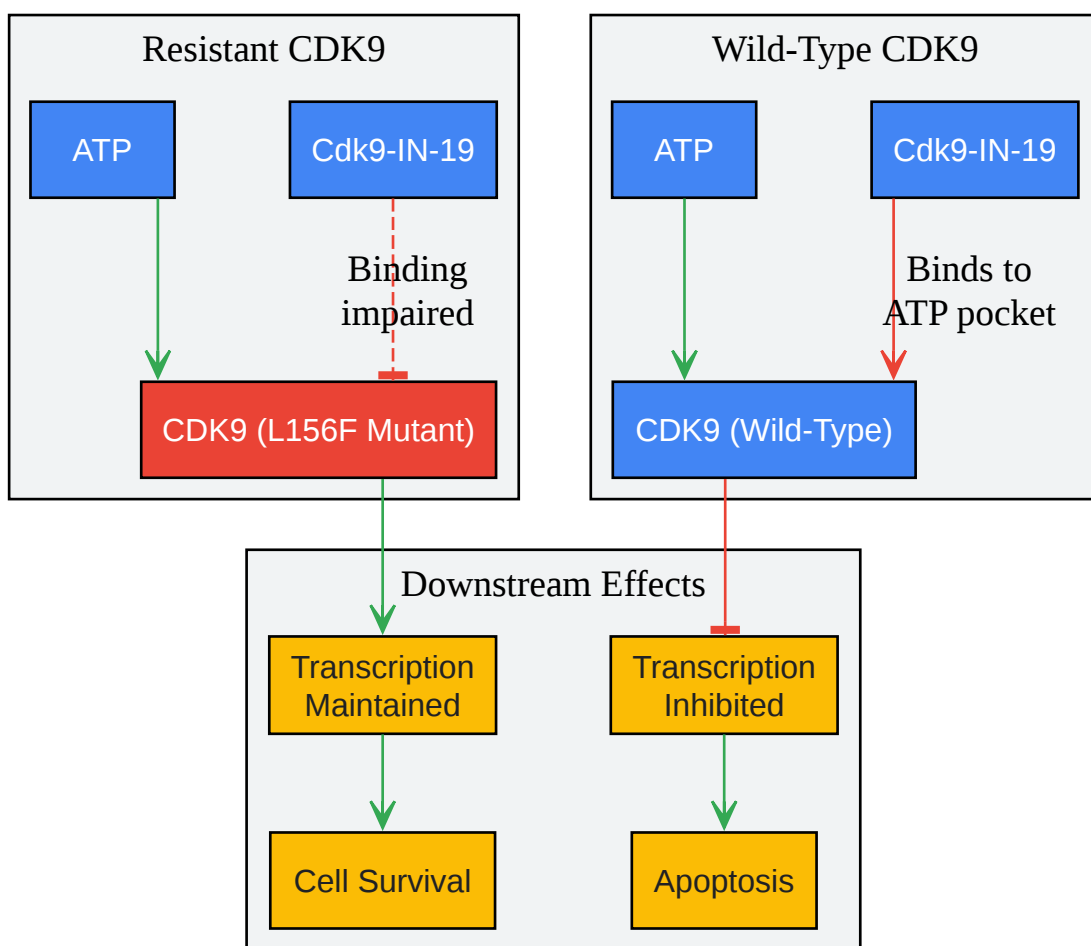 Resistant CDK9
ATP
Cdk9-IN-19
Binding
impaired
CDK9 (L156F Mutant)
Wild-Type CDK9
ATP
Cdk9-IN-19
Binds to
ATP pocket
CDK9 (Wild-Type)
Downstream Effects
Transcription
Maintained
Transcription
Inhibited
Cell Survival
Apoptosis